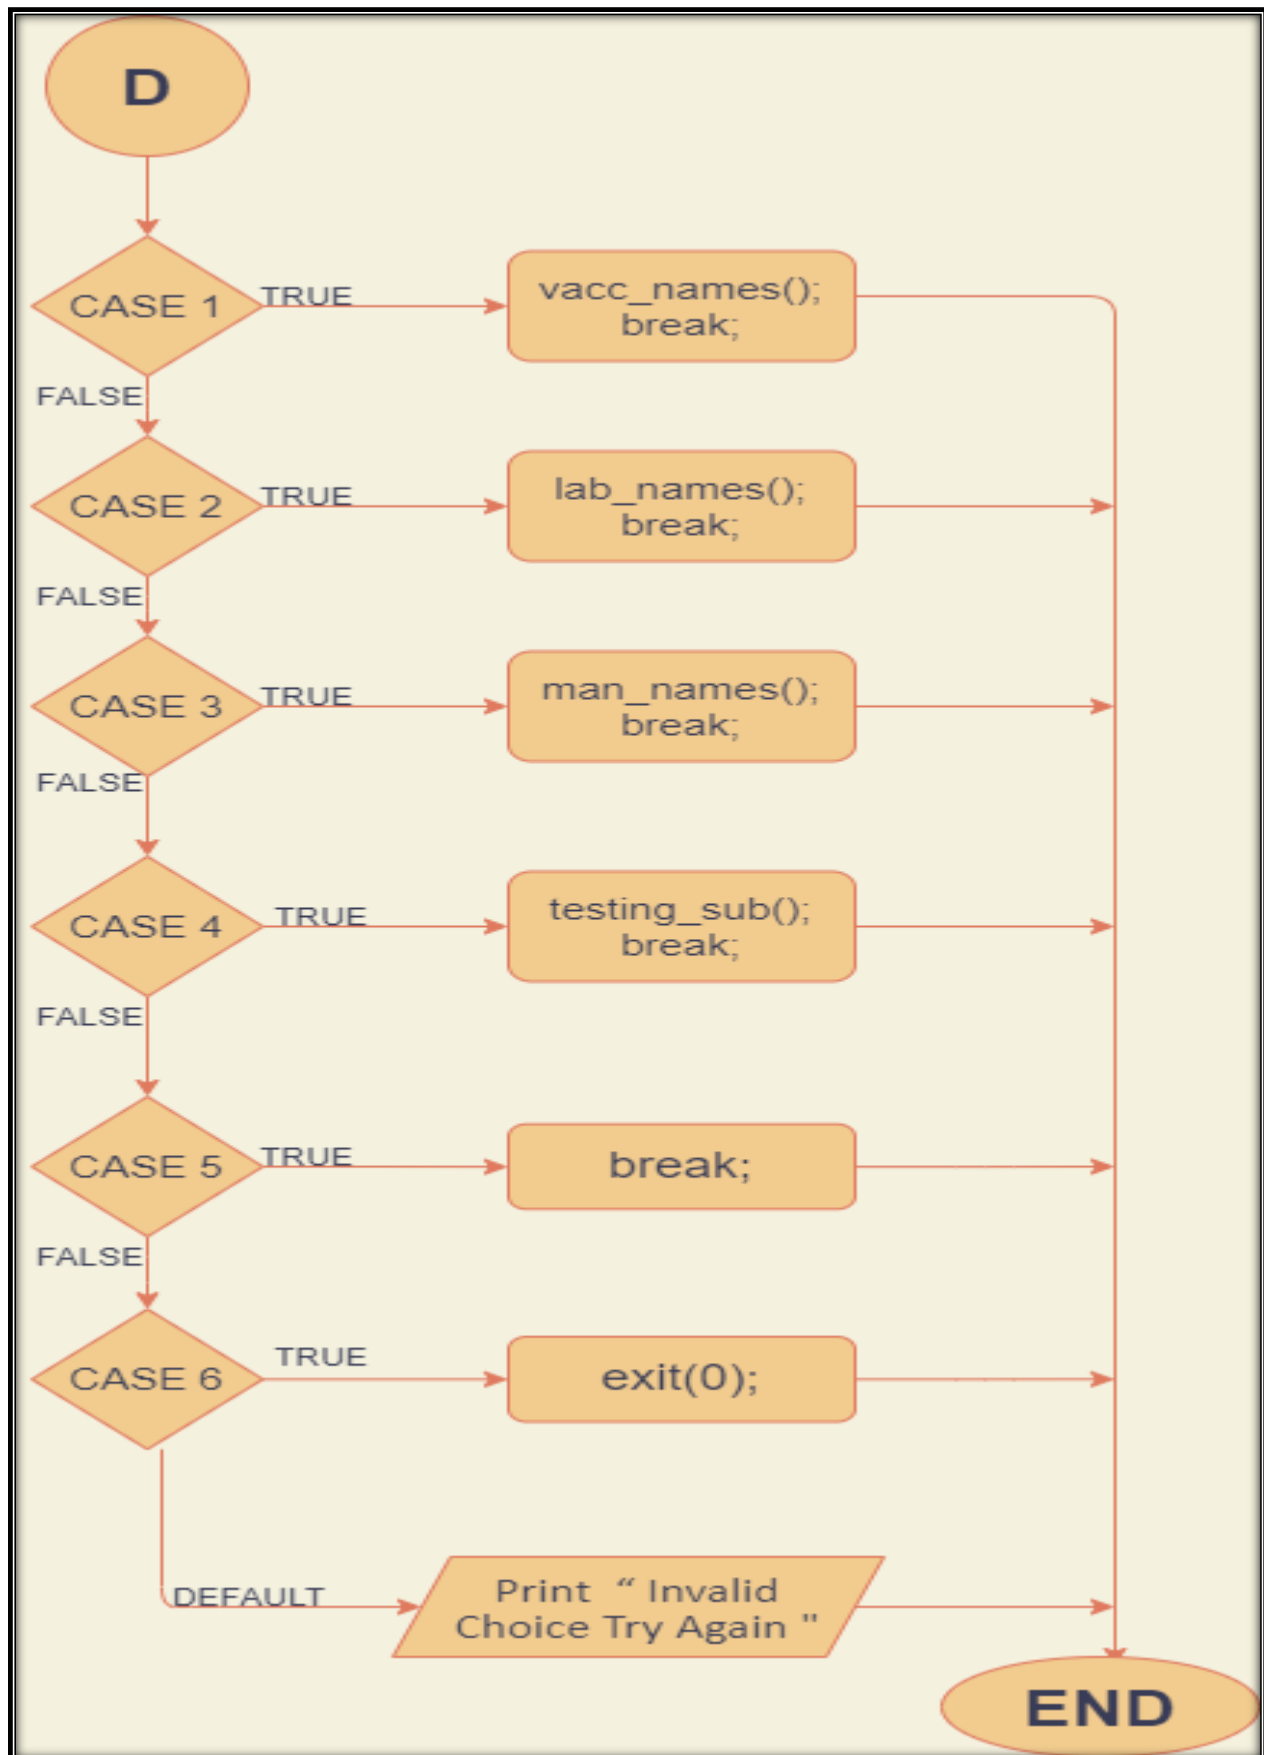 D
CASE 1
TRUE
vacc_names();
break;
FALSE
CASE 2
TRUE
lab_names();
break;
FALSE
CASE 3
TRUE
man_names();
break;
FALSE
CASE 4
TRUE
testing_sub();
break;
FALSE
CASE 5
TRUE
break;
FALSE
CASE 6
TRUE
exit(0);
DEFAULT
Print “ Invalid
Choice Try Again "
END